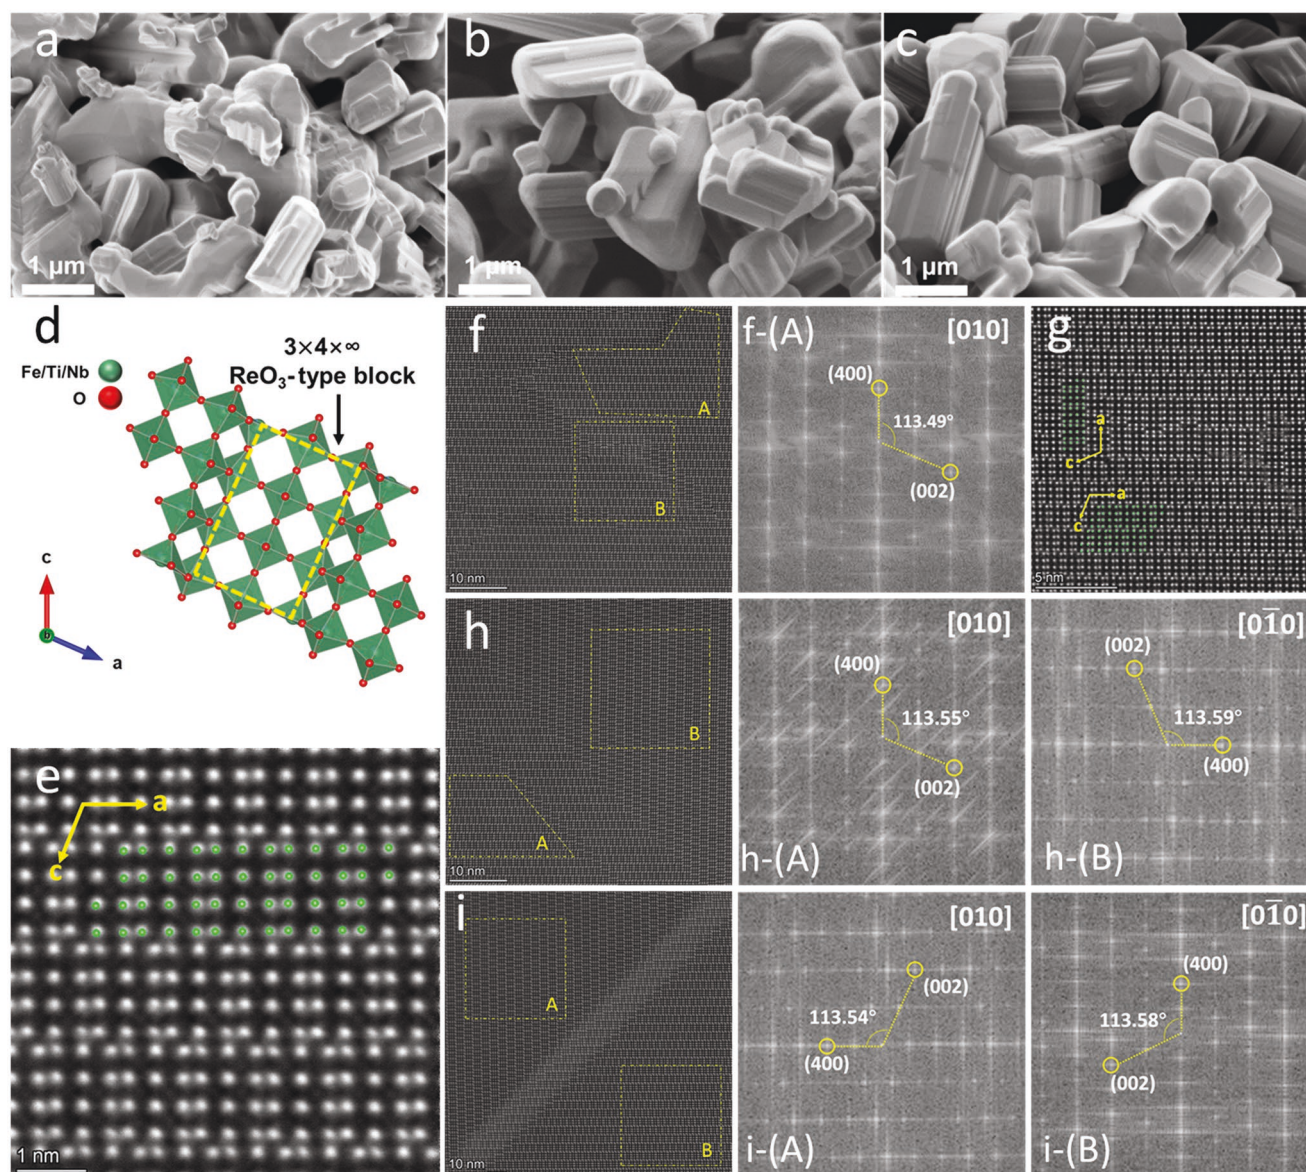 a
1 µm
b
1 µm
c
1 µm
d
3×4×∞
ReO₃-type block
Fe/Ti/Nb
O
c
b
a
e
a
c
1 nm
f
A
B
10 nm
f-(A)
[010]
(400)
113.49°
(002)
g
a
c
a
c
5 nm
h
B
A
10 nm
[010]
(400)
113.55°
(002)
h-(A)
[01̄0]
(002)
113.59°
(400)
h-(B)
i
A
B
10 nm
[010]
(002)
113.54°
(400)
i-(A)
[01̄0]
(400)
113.58°
(002)
i-(B)